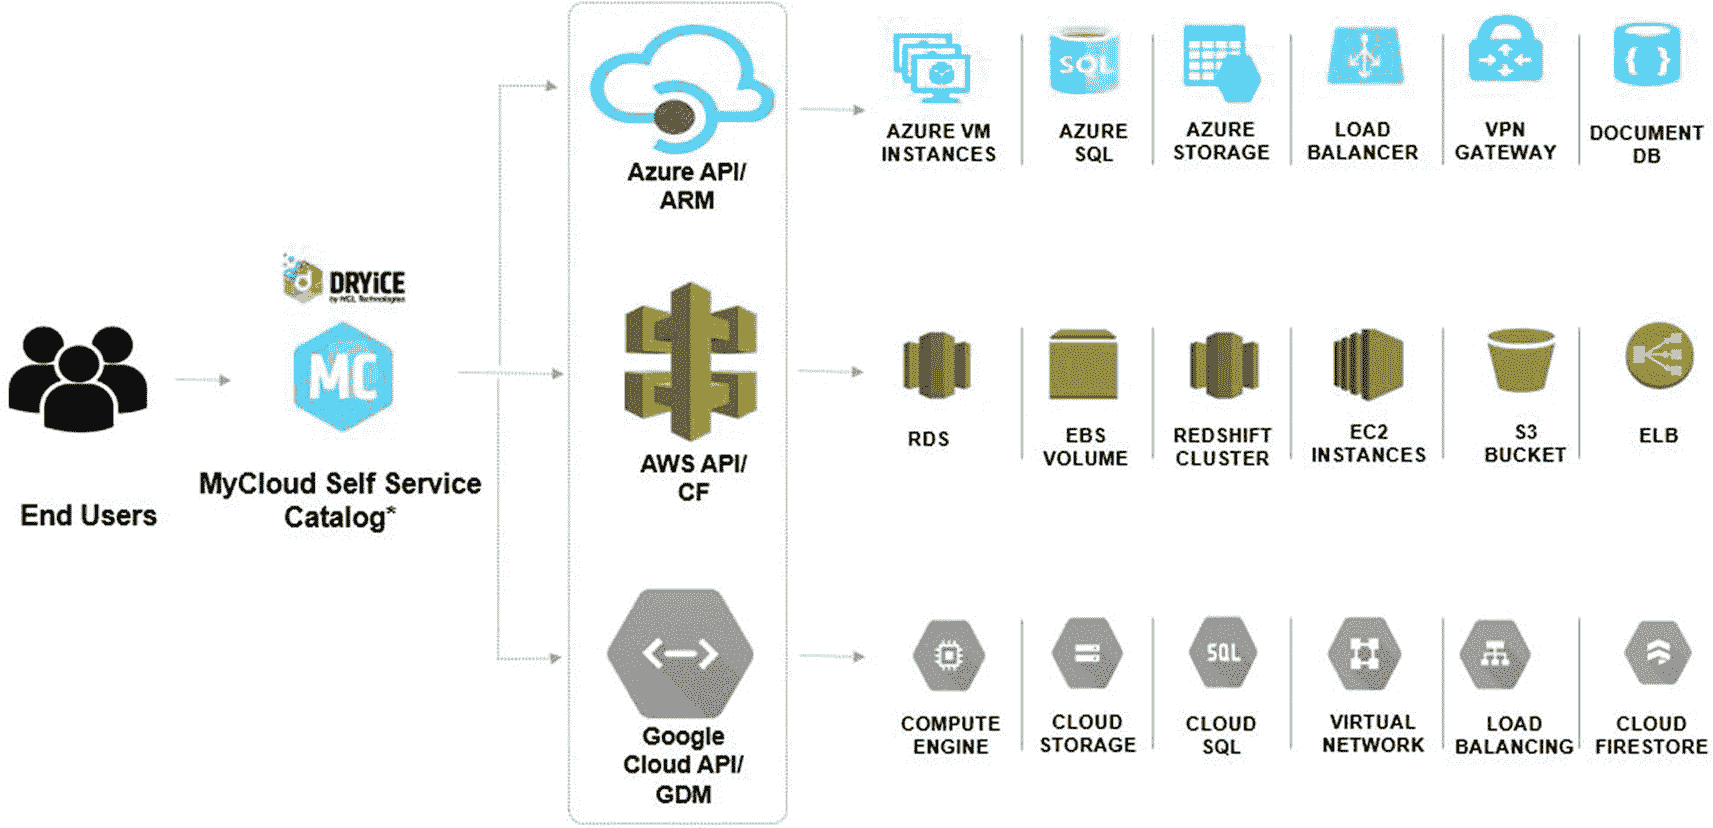 AZURE VM
INSTANCES
SQL
AZURE
SQL
AZURE
STORAGE
LOAD
BALANCER
VPN
GATEWAY
DOCUMENT
DB
Azure API/
ARM
d
DRYiCE
by HCL Technologies
MC
MyCloud Self Service
Catalog*
End Users
AWS API/
CF
RDS
EBS
VOLUME
REDSHIFT
CLUSTER
EC2
INSTANCES
S3
BUCKET
ELB
Google
Cloud API/
GDM
COMPUTE
ENGINE
CLOUD
STORAGE
SQL
CLOUD
SQL
VIRTUAL
NETWORK
LOAD
BALANCING
CLOUD
FIRESTORE